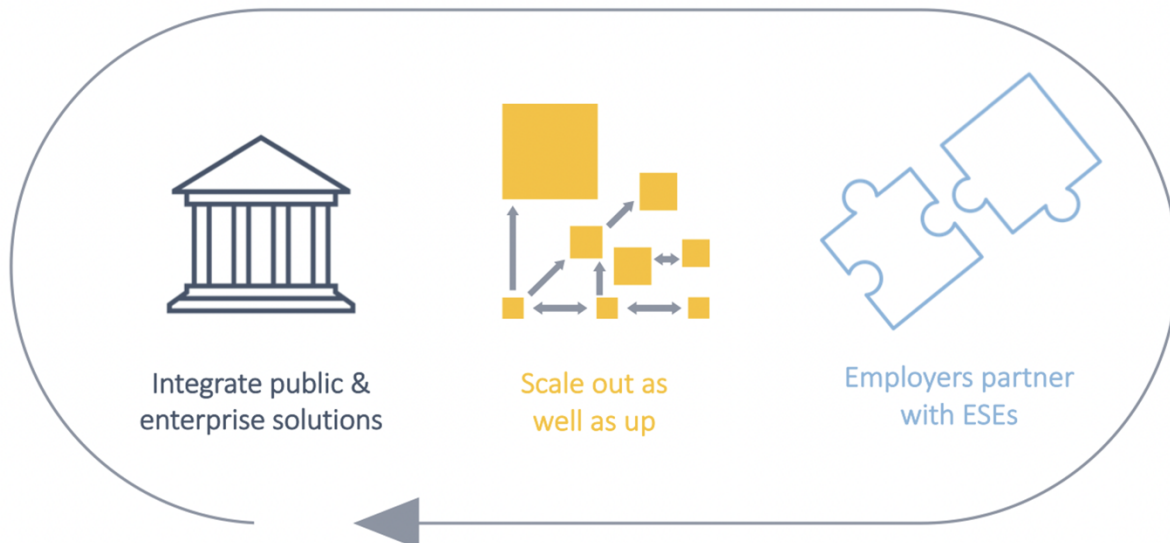 Integrate public &
enterprise solutions
Scale out as
well as up
Employers partner
with ESEs